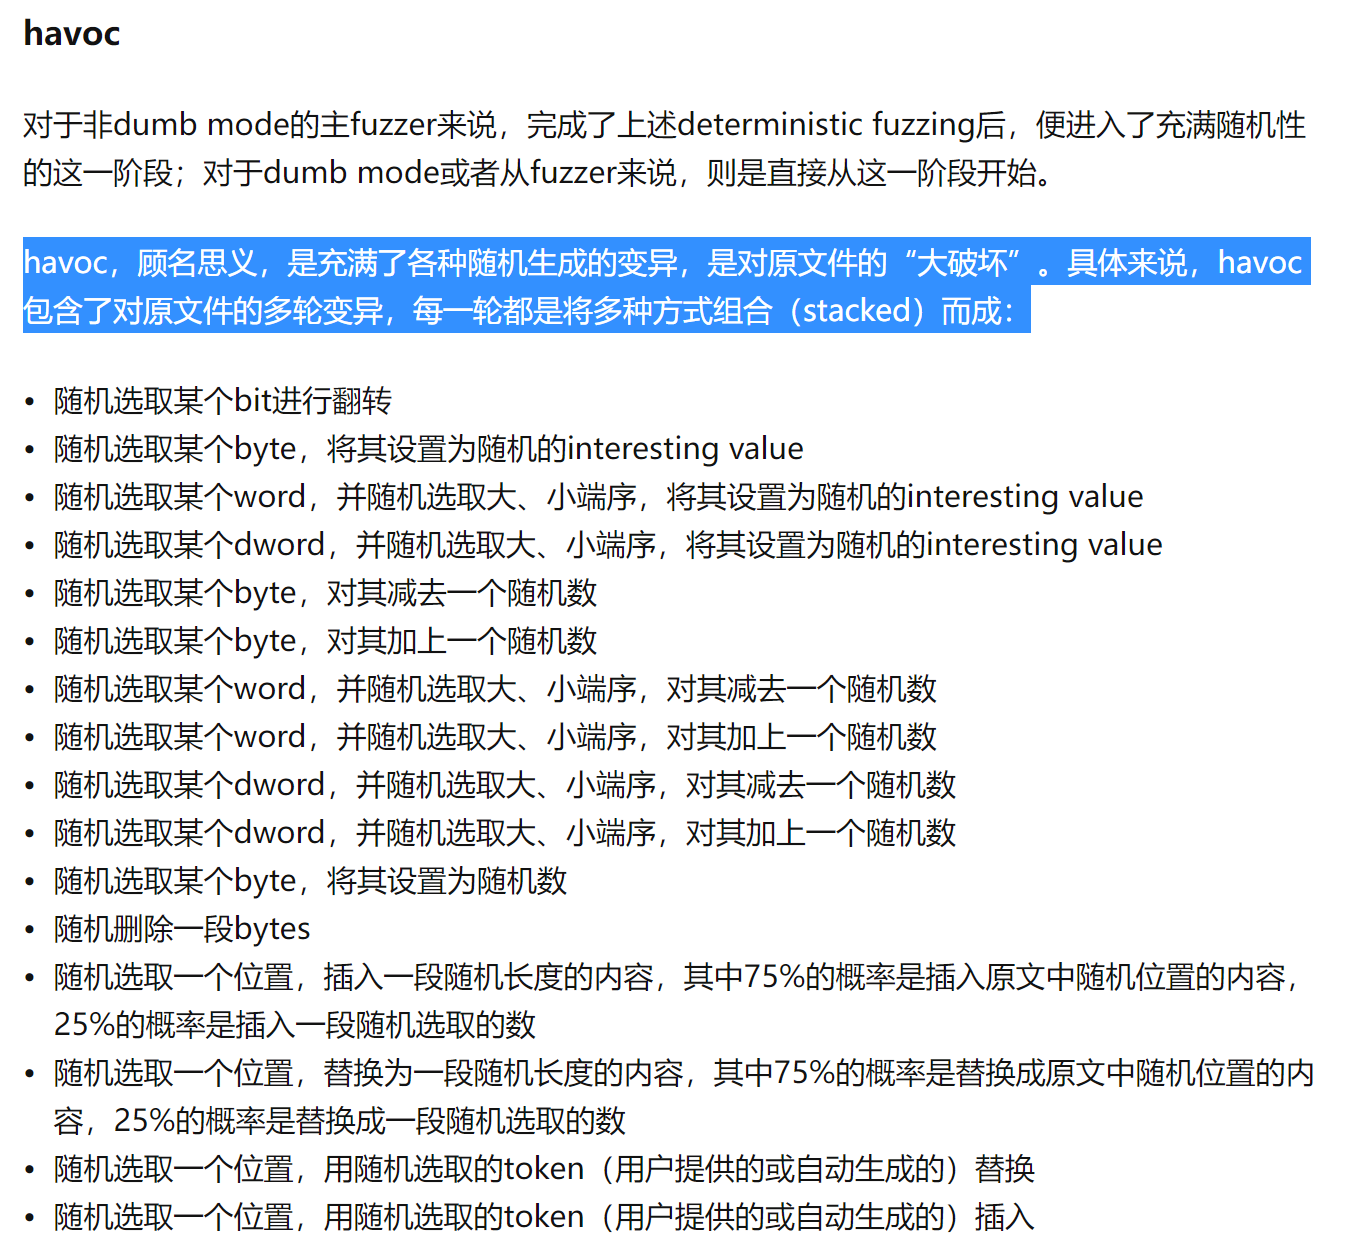 havoc
对于非dumb mode的主fuzzer来说，完成了上述deterministic fuzzing后，便进入了充满随机性
的这一阶段；对于dumb mode或者从fuzzer来说，则是直接从这一阶段开始。
havoc，顾名思义，是充满了各种随机生成的变异，是对原文件的“大破坏”。具体来说，havoc
包含了对原文件的多轮变异，每一轮都是将多种方式组合（stacked）而成：
• 随机选取某个bit进行翻转
• 随机选取某个byte，将其设置为随机的interesting value
• 随机选取某个word，并随机选取大、小端序，将其设置为随机的interesting value
• 随机选取某个dword，并随机选取大、小端序，将其设置为随机的interesting value
• 随机选取某个byte，对其减去一个随机数
• 随机选取某个byte，对其加上一个随机数
• 随机选取某个word，并随机选取大、小端序，对其减去一个随机数
• 随机选取某个word，并随机选取大、小端序，对其加上一个随机数
• 随机选取某个dword，并随机选取大、小端序，对其减去一个随机数
• 随机选取某个dword，并随机选取大、小端序，对其加上一个随机数
• 随机选取某个byte，将其设置为随机数
• 随机删除一段bytes
• 随机选取一个位置，插入一段随机长度的内容，其中75%的概率是插入原文中随机位置的内容，
25%的概率是插入一段随机选取的数
• 随机选取一个位置，替换为一段随机长度的内容，其中75%的概率是替换成原文中随机位置的内
容，25%的概率是替换成一段随机选取的数
• 随机选取一个位置，用随机选取的token（用户提供的或自动生成的）替换
• 随机选取一个位置，用随机选取的token（用户提供的或自动生成的）插入